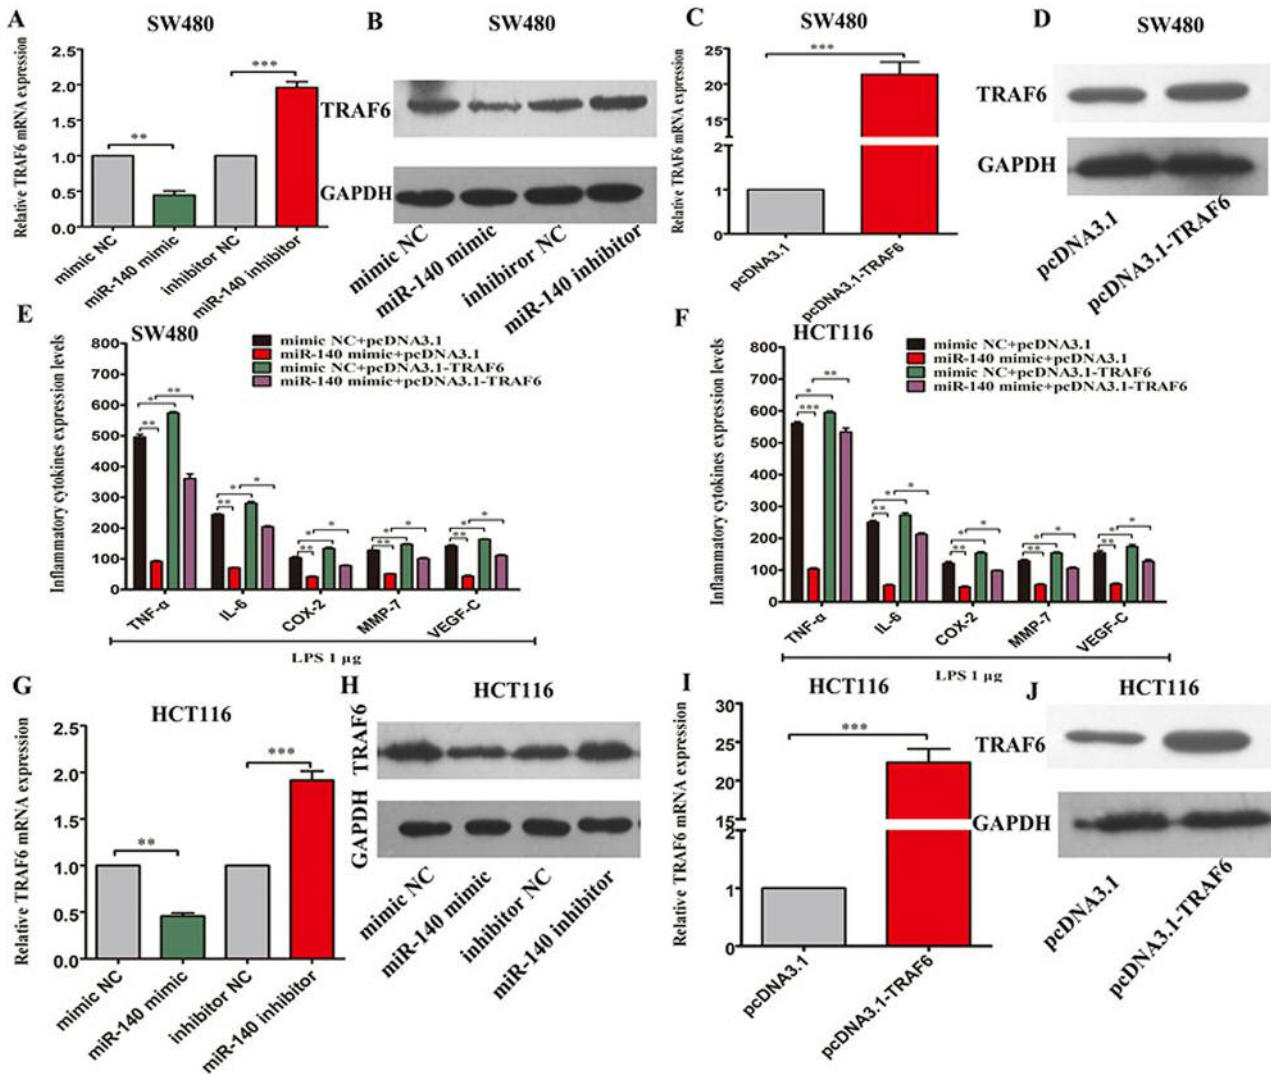 A
SW480
Relative TRAF6 mRNA expression
2.5
2.0
1.5
1.0
0.5
0.0
**
***
mimic NC
miR-140 mimic
inhibitor NC
miR-140 inhibitor
B
SW480
TRAF6
GAPDH
mimic NC
miR-140 mimic
inhibiror NC
miR-140 inhibitor
C
SW480
Relative TRAF6 mRNA expression
25
20
15
2
1
0
***
pcDNA3.1
pcDNA3.1-TRAF6
D
SW480
TRAF6
GAPDH
pcDNA3.1
pcDNA3.1-TRAF6
E
SW480
mimic NC+pcDNA3.1
miR-140 mimic+pcDNA3.1
mimic NC+pcDNA3.1-TRAF6
miR-140 mimic+pcDNA3.1-TRAF6
Inflammatory cytokines expression levels
800
700
600
500
400
300
200
100
0
* ** **
* ** *
* ** *
* ** *
* ** *
TNF-α
IL-6
COX-2
MMP-7
VEGF-C
LPS 1 μg
F
HCT116
mimic NC+pcDNA3.1
miR-140 mimic+pcDNA3.1
mimic NC+pcDNA3.1-TRAF6
miR-140 mimic+pcDNA3.1-TRAF6
Inflammatory cytokines expression levels
800
700
600
500
400
300
200
100
0
* *** **
* ** *
* ** *
* ** *
* ** *
TNF-α
IL-6
COX-2
MMP-7
VEGF-C
LPS 1 μg
G
HCT116
Relative TRAF6 mRNA expression
2.5
2.0
1.5
1.0
0.5
0.0
**
***
mimic NC
miR-140 mimic
inhibitor NC
miR-140 inhibitor
H
HCT116
TRAF6
GAPDH
mimic NC
miR-140 mimic
inhibitor NC
miR-140 inhibitor
I
HCT116
Relative TRAF6 mRNA expression
30
25
20
15
2
1
0
***
pcDNA3.1
pcDNA3.1-TRAF6
J
HCT116
TRAF6
GAPDH
pcDNA3.1
pcDNA3.1-TRAF6